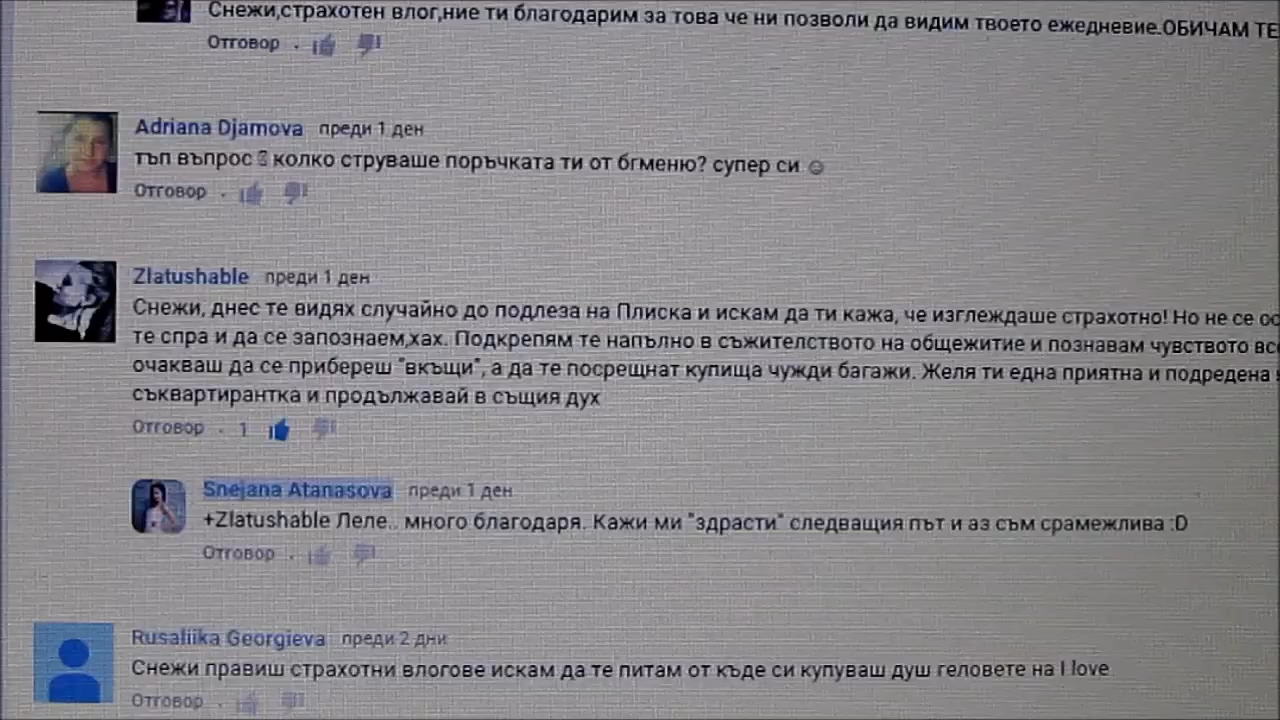 Снежи,страхотен влог,ние ти благодарим за това че ни позволи да видим твоето ежедневие.ОБИЧАМ ТЕ
Отговор .
Adriana Djamova преди 1 ден
тъп въпрос колко струваше поръчката ти от бгменю? супер си ☺
Отговор .
Zlatushable преди 1 ден
Снежи, днес те видях случайно до подлеза на Плиска и искам да ти кажа, че изглеждаше страхотно! Но не се ос
те спра и да се запознаем,хах. Подкрепям те напълно в съжителството на общежитие и познавам чувството
очакваш да се прибереш "вкъщи", а да те посрещнат купища чужди багажи. Желя ти една приятна и подредена
съквартирантка и продължавай в същия дух
Отговор . 1
Snejana Atanasova преди 1 ден
+Zlatushable Леле.. много благодаря. Кажи ми "здрасти" следващия път и аз съм срамежлива :D
Отговор .
Rusaliika Georgieva преди 2 дни
Снежи правиш страхотни влогове искам да те питам от къде си купуваш душ геловете на I love
Отговор .